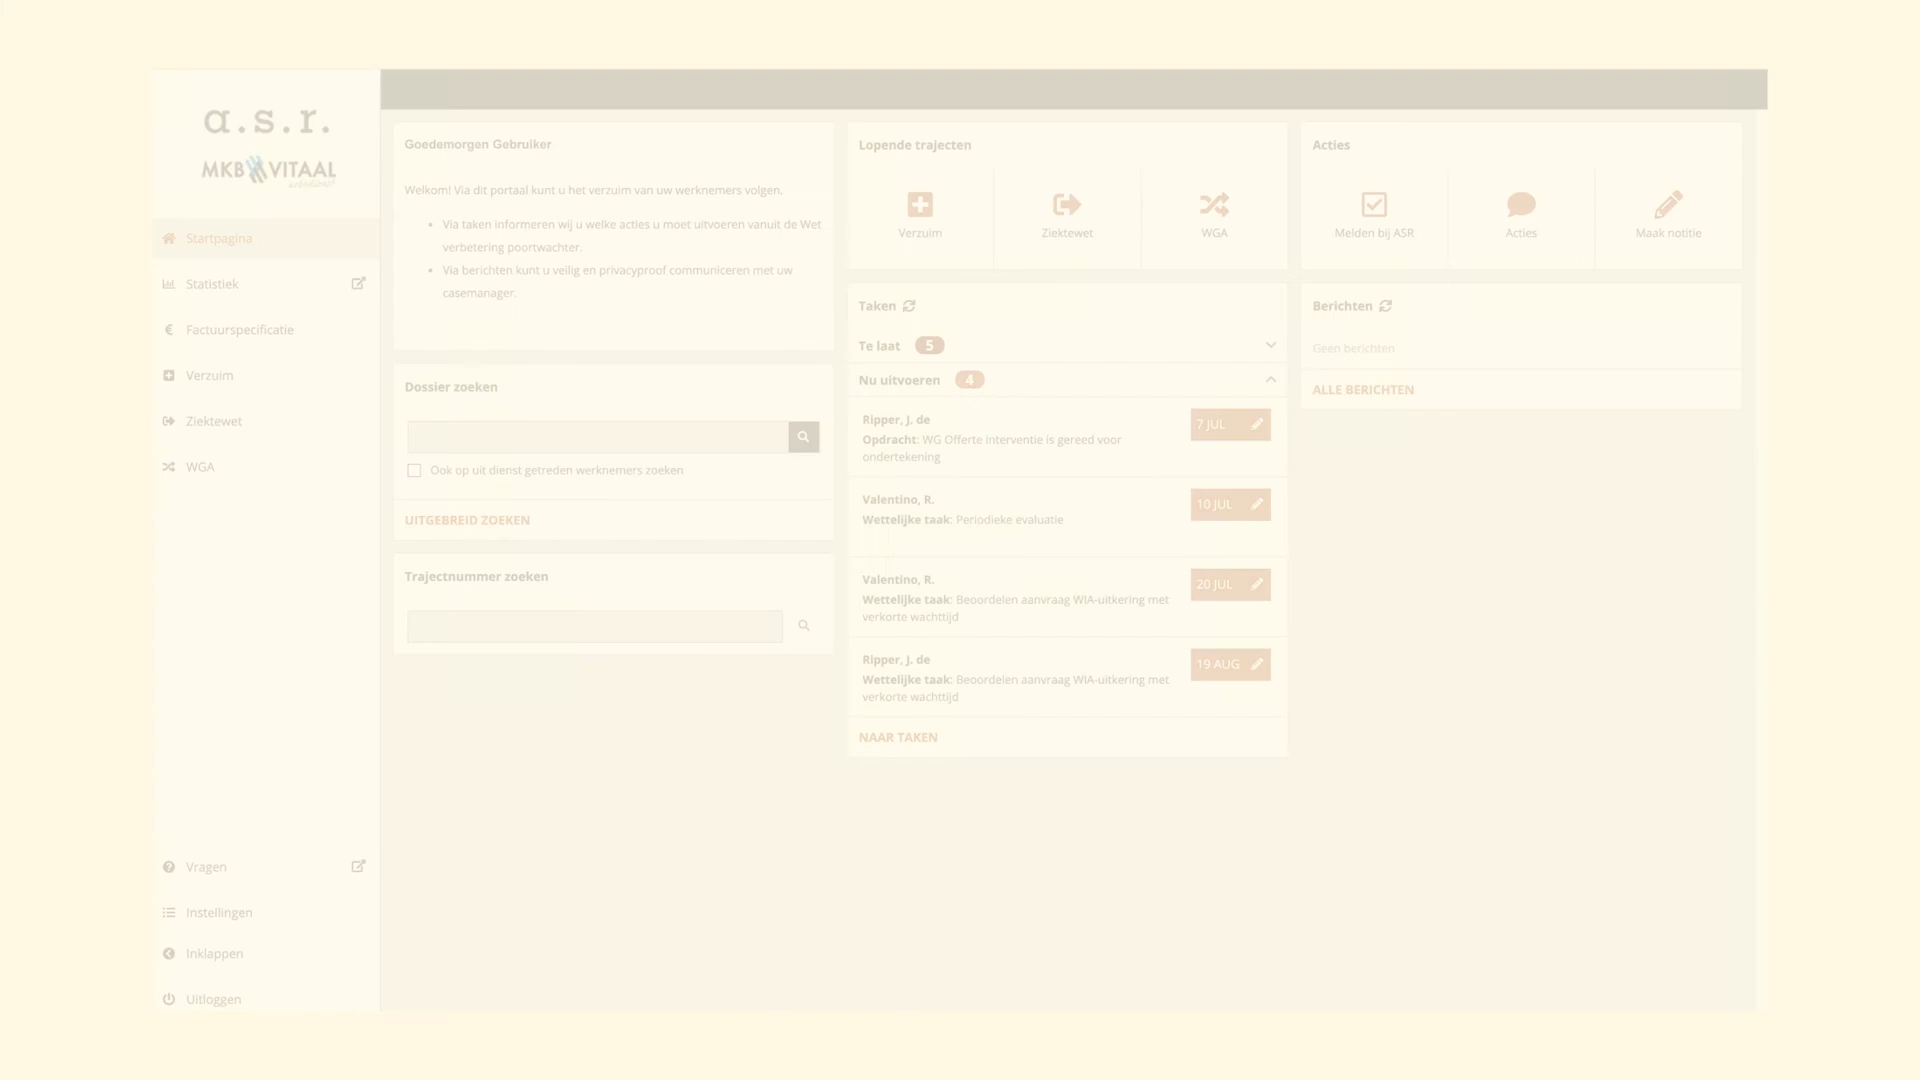 a.s.r.
MKB VITAAL
arbodienst
Startpagina
Statistiek
Factuurspecificatie
Verzuim
Ziektewet
WGA
Vragen
Instellingen
Inklappen
Uitloggen
Goedemorgen Gebruiker
Welkom! Via dit portaal kunt u het verzuim van uw werknemers volgen.
• Via taken informeren wij u welke acties u moet uitvoeren vanuit de Wet
verbetering poortwachter.
• Via berichten kunt u veilig en privacyproof communiceren met uw
casemanager.
Dossier zoeken
Ook op uit dienst getreden werknemers zoeken
UITGEBREID ZOEKEN
Trajectnummer zoeken
Lopende trajecten
Verzuim
Ziektewet
WGA
Taken
Te laat 5
Nu uitvoeren 4
Ripper, J. de
7 JUL
Opdracht: WG Offerte interventie is gereed voor
ondertekening
Valentino, R.
10 JUL
Wettelijke taak: Periodieke evaluatie
Valentino, R.
20 JUL
Wettelijke taak: Beoordelen aanvraag WIA-uitkering met
verkorte wachttijd
Ripper, J. de
19 AUG
Wettelijke taak: Beoordelen aanvraag WIA-uitkering met
verkorte wachttijd
NAAR TAKEN
Acties
Melden bij ASR
Acties
Maak notitie
Berichten
Geen berichten
ALLE BERICHTEN